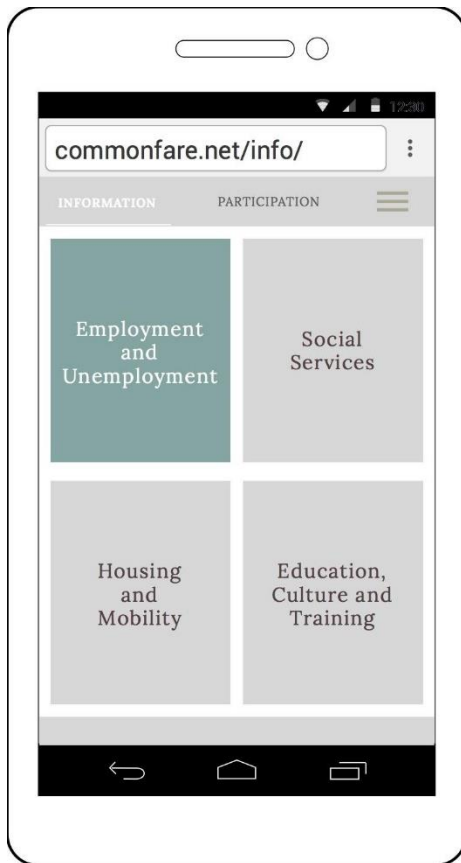 12:30
commonfare.net/info/
INFORMATION PARTICIPATION
Employment
and
Unemployment
Social
Services
Housing
and
Mobility
Education,
Culture and
Training